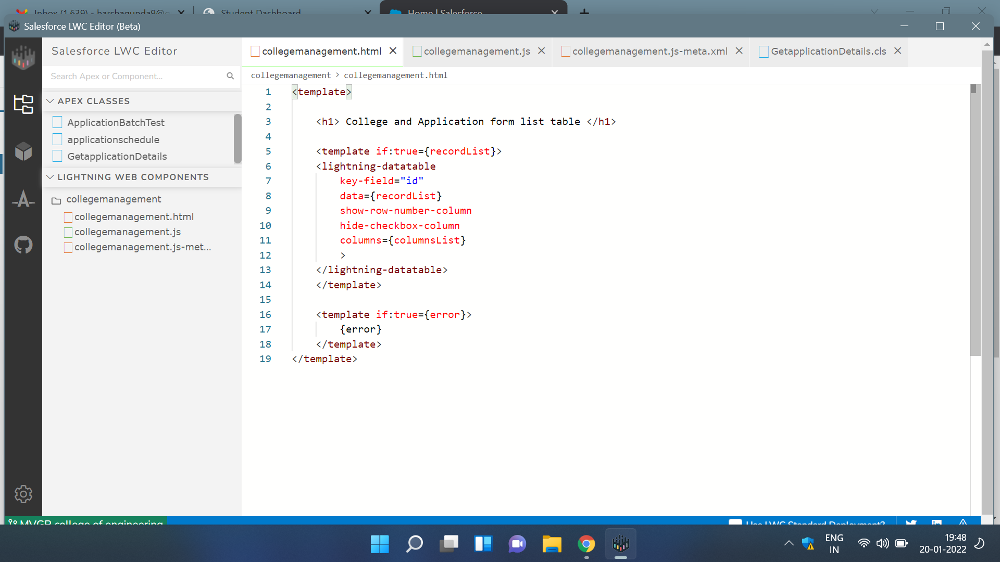 Inbox (1,639) - harshagunda9@g
Student Dashboard
Home | Salesforce
Salesforce LWC Editor (Beta)
Salesforce LWC Editor
collegemanagement.html
collegemanagement.js
collegemanagement.js-meta.xml
GetapplicationDetails.cls
Search Apex or Component...
collegemanagement > collegemanagement.html
APEX CLASSES
ApplicationBatchTest
applicationschedule
GetapplicationDetails
LIGHTNING WEB COMPONENTS
collegemanagement
collegemanagement.html
collegemanagement.js
collegemanagement.js-met...
1 <template>
2
3 <h1> College and Application form list table </h1>
4
5 <template if:true={recordList}>
6 <lightning-datatable
7 key-field="id"
8 data={recordList}
9 show-row-number-column
10 hide-checkbox-column
11 columns={columnsList}
12 >
13 </lightning-datatable>
14 </template>
15
16 <template if:true={error}>
17 {error}
18 </template>
19 </template>
MVGR college of engineering
Use LWC Standard Deployment?
ENG
IN
19:48
20-01-2022